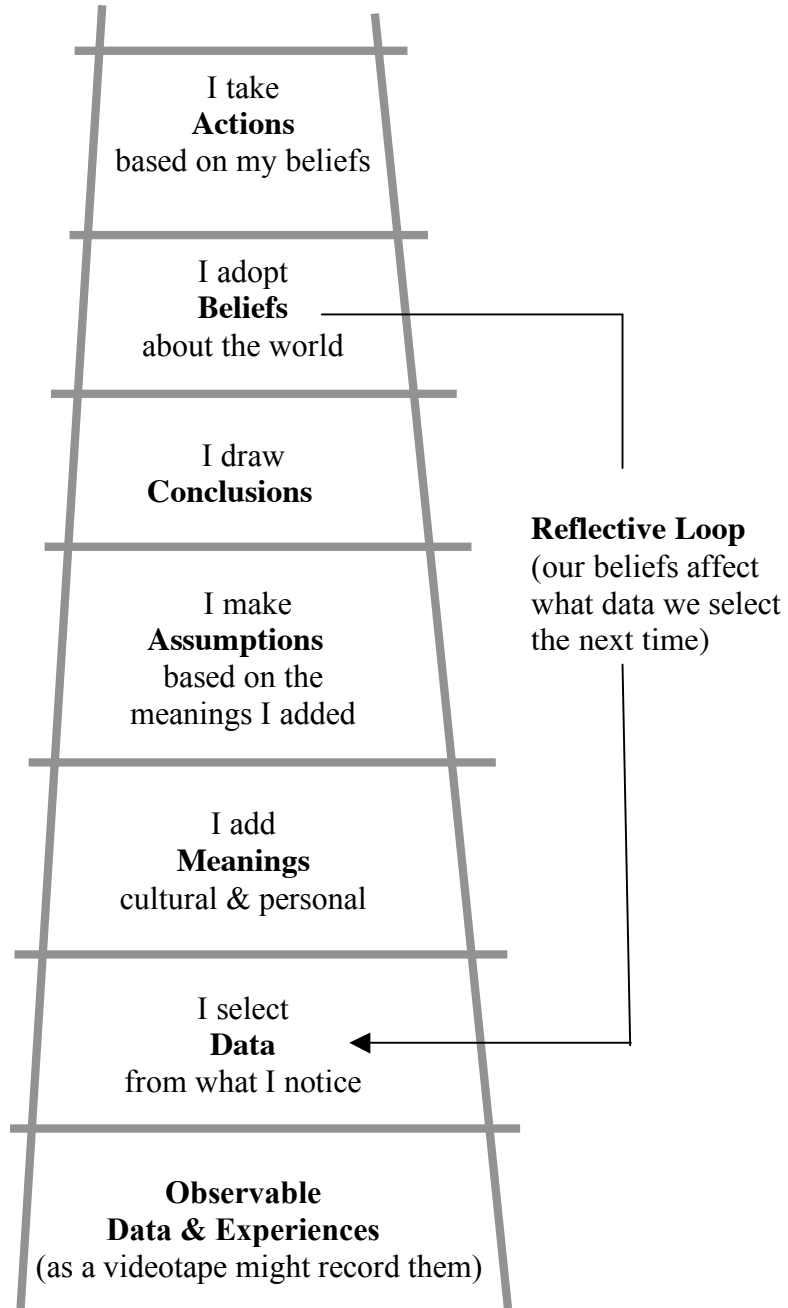 I take
Actions
based on my beliefs
I adopt
Beliefs
about the world
I draw
Conclusions
Reflective Loop
(our beliefs affect
what data we select
the next time)
I make
Assumptions
based on the
meanings I added
I add
Meanings
cultural & personal
I select
Data
from what I notice
Observable
Data & Experiences
(as a videotape might record them)